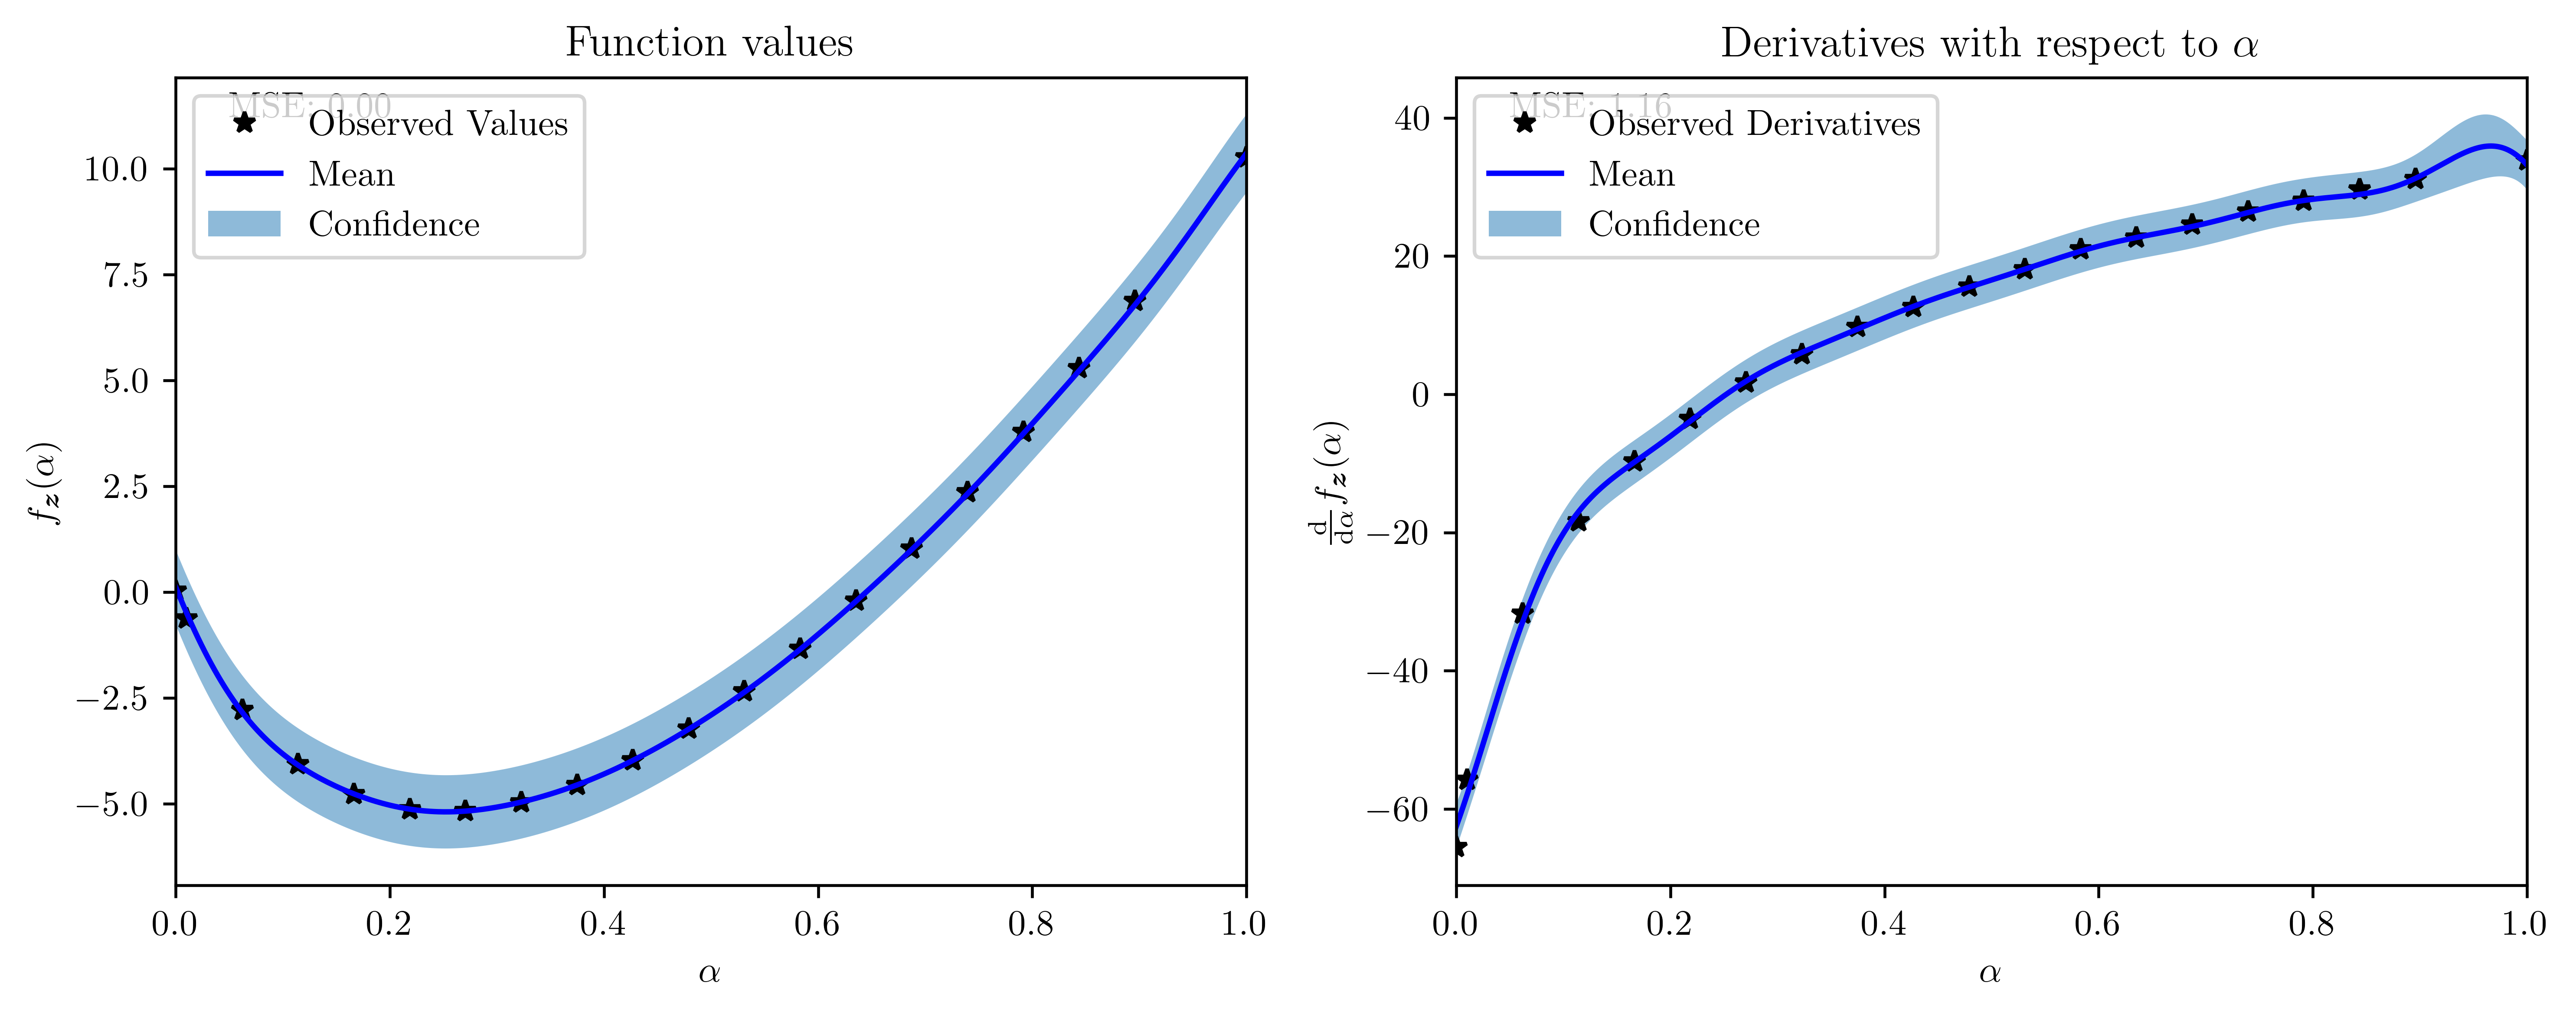 Function values
MSE: 0.00
Observed Values
Mean
Confidence
10.0
7.5
5.0
2.5
0.0
−2.5
−5.0
f_z(α)
0.0 0.2 0.4 0.6 0.8 1.0
α
Derivatives with respect to α
MSE: 1.16
Observed Derivatives
Mean
Confidence
40
20
0
−20
−40
−60
d/dα f_z(α)
0.0 0.2 0.4 0.6 0.8 1.0
α